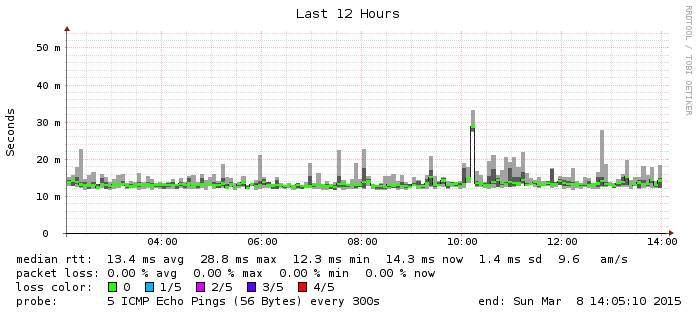 Last 12 Hours
RRDTOOL / TOBI OETIKER
Seconds
50 m
40 m
30 m
20 m
10 m
0
04:00 06:00 08:00 10:00 12:00 14:00
median rtt: 13.4 ms avg 28.8 ms max 12.3 ms min 14.3 ms now 1.4 ms sd 9.6 am/s
packet loss: 0.00 % avg 0.00 % max 0.00 % min 0.00 % now
loss color: 0 1/5 2/5 3/5 4/5
probe: 5 ICMP Echo Pings (56 Bytes) every 300s end: Sun Mar 8 14:05:10 2015